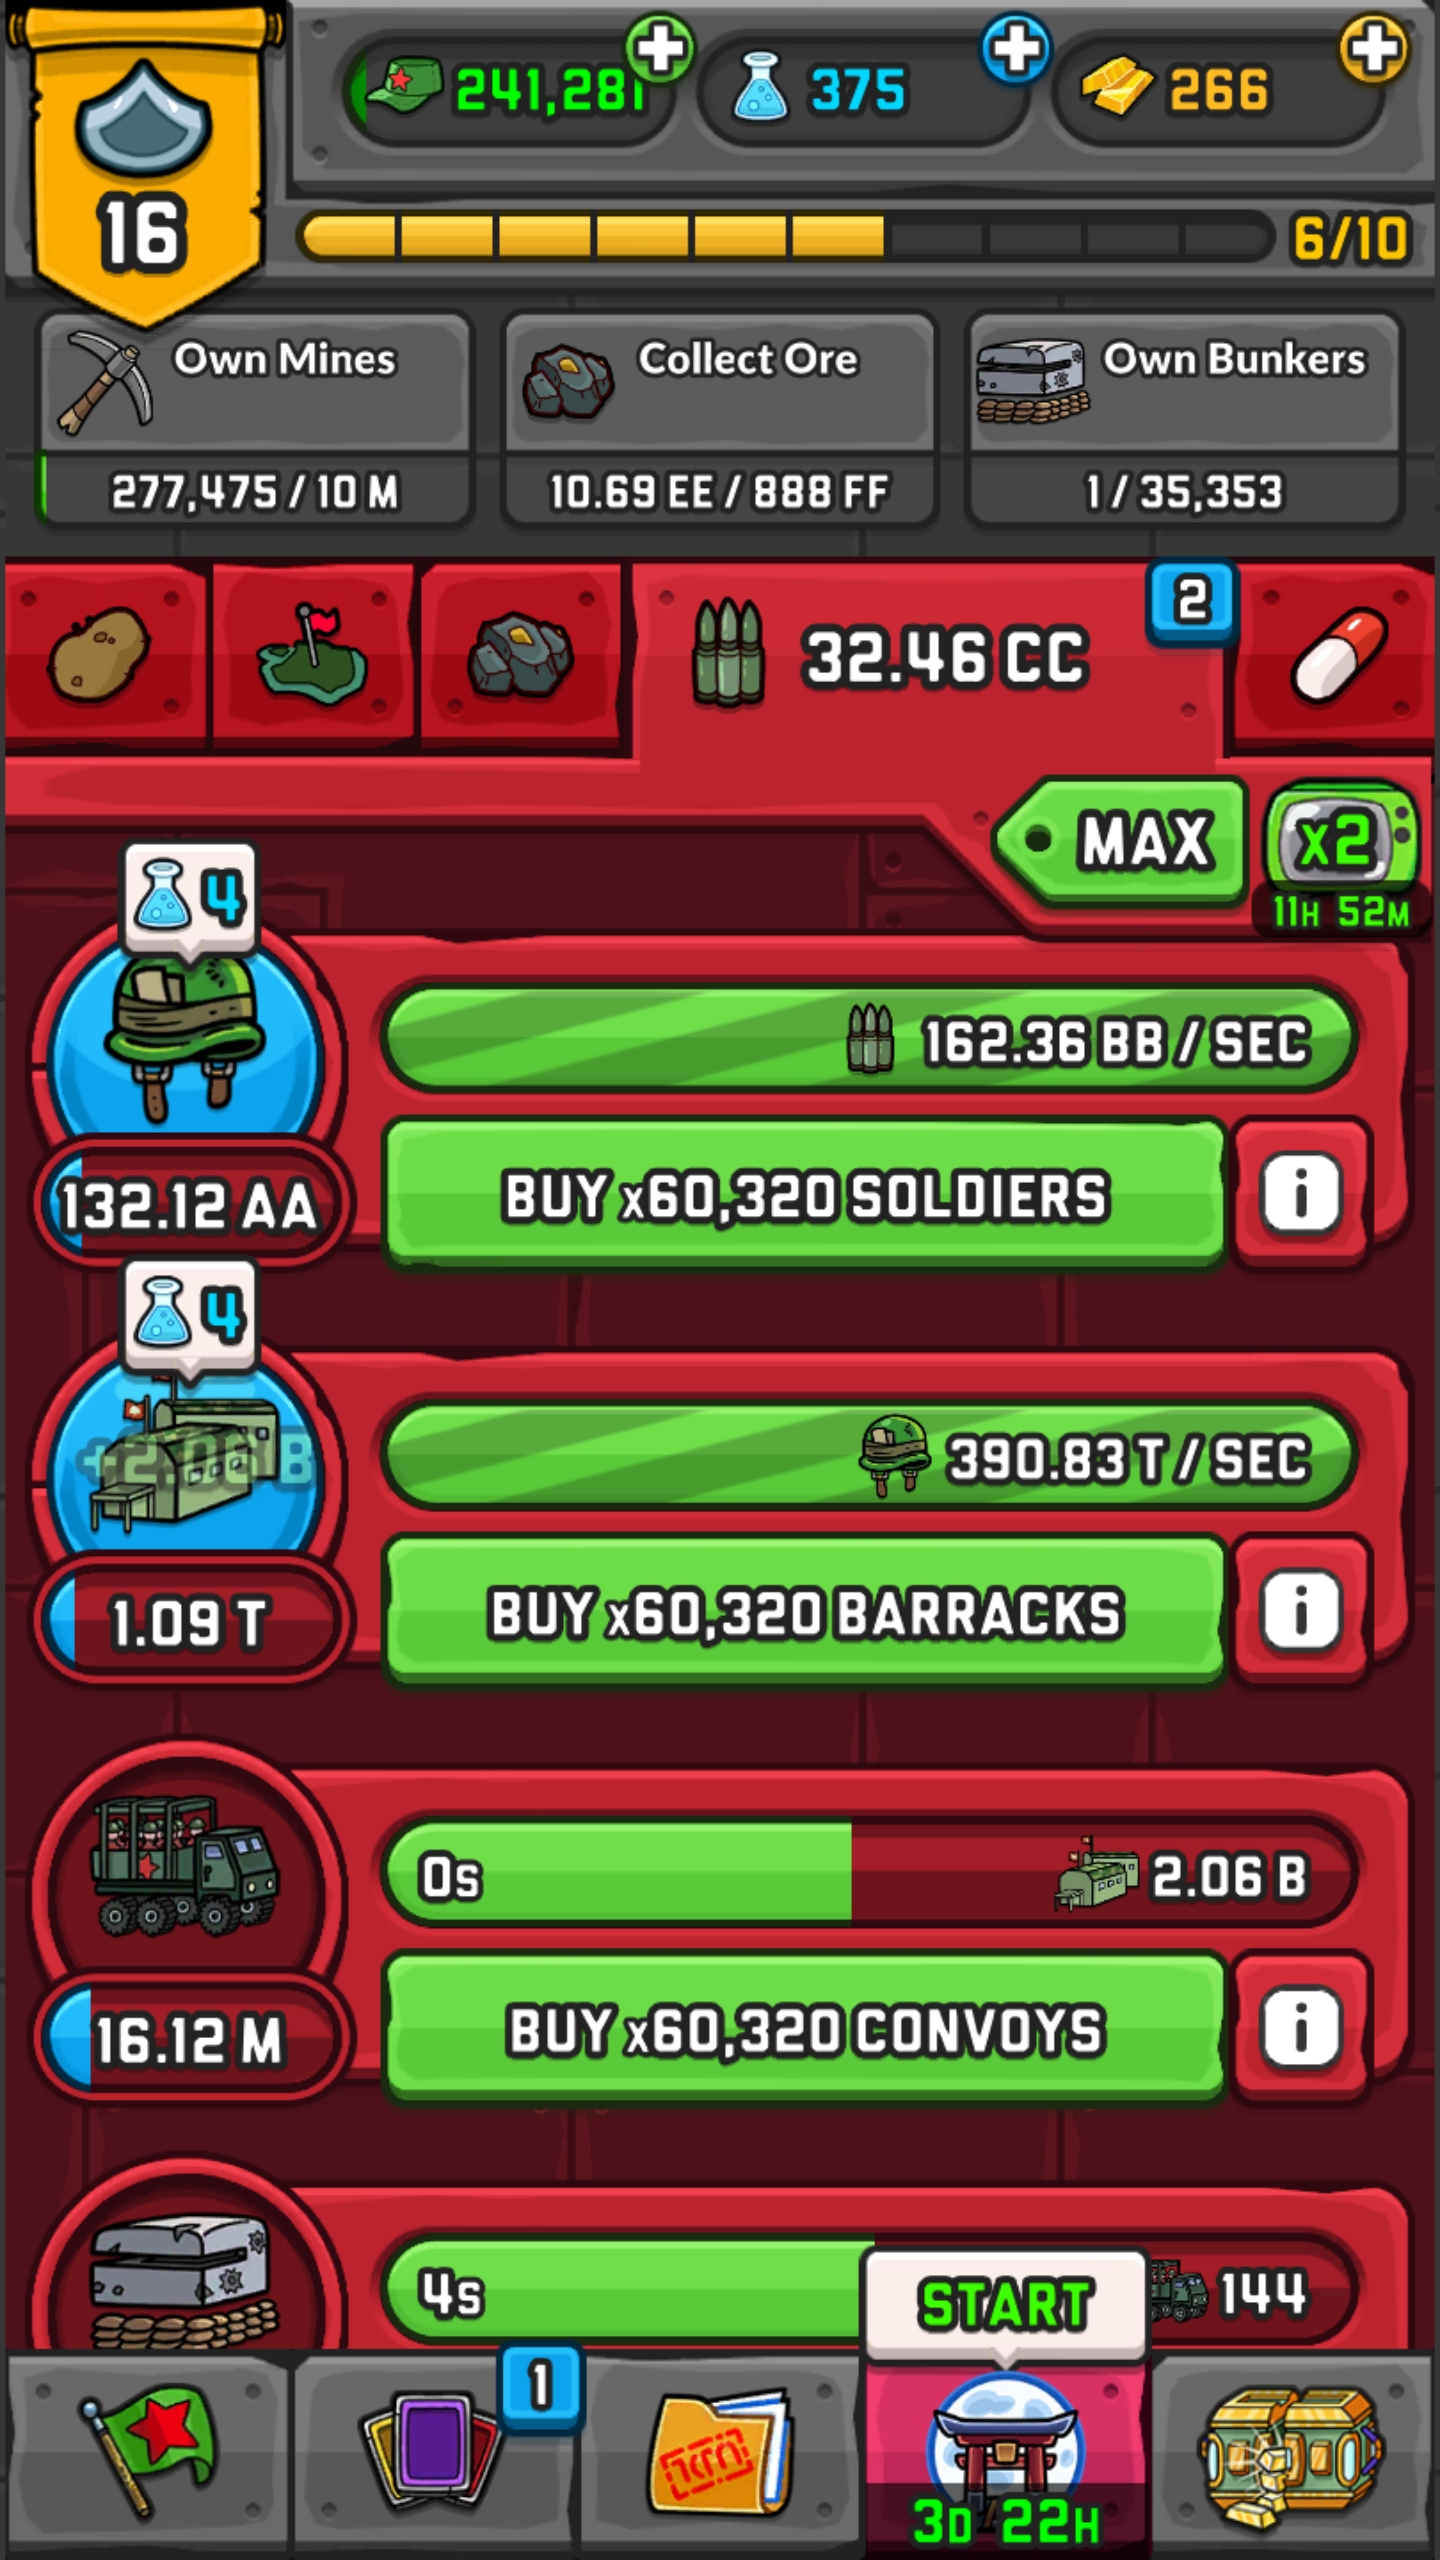 241,281
375
266
16
6/10
Own Mines
277,475 / 10 M
Collect Ore
10.69 EE / 888 FF
Own Bunkers
1 / 35,353
32.46 CC
2
MAX
x2
11H 52M
4
162.36 BB / SEC
132.12 AA
BUY x60,320 SOLDIERS
4
+2.06 B
390.83 T / SEC
1.09 T
BUY x60,320 BARRACKS
0s
2.06 B
16.12 M
BUY x60,320 CONVOYS
4s
144
START
1
3D 22H